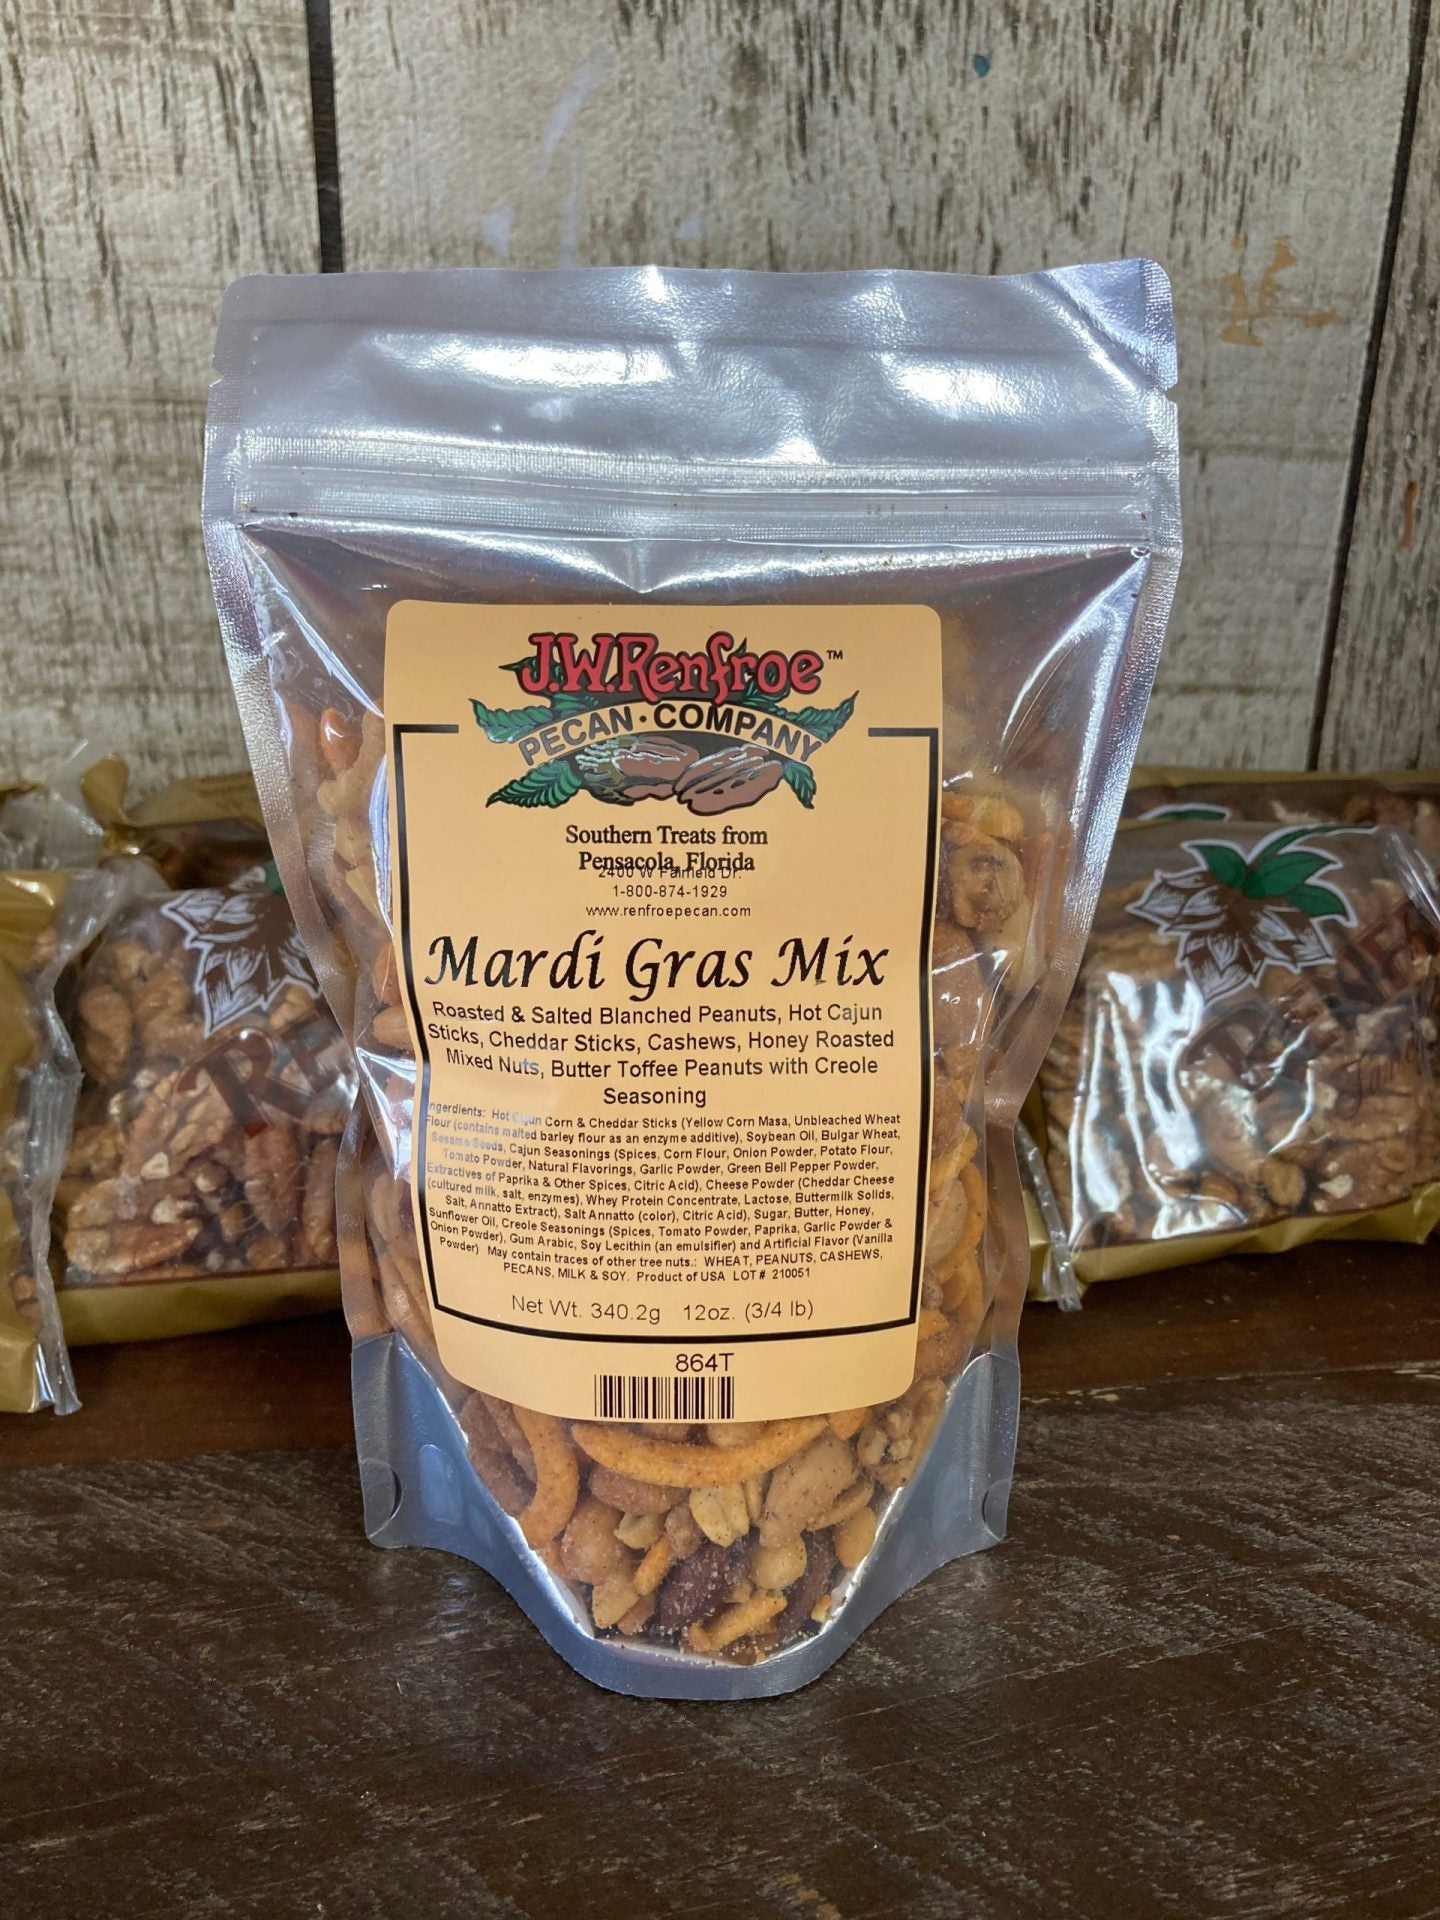 J.W.Renfroe™
PECAN·COMPANY
Southern Treats from
Pensacola, Florida
2400 W Fairfield Dr.
1-800-874-1929
www.renfroepecan.com
Mardi Gras Mix
Roasted & Salted Blanched Peanuts, Hot Cajun
Sticks, Cheddar Sticks, Cashews, Honey Roasted
Mixed Nuts, Butter Toffee Peanuts with Creole
Seasoning
ngerdients: Hot Cajun Corn & Cheddar Sticks (Yellow Corn Masa, Unbleached Wheat
Flour (contains malted barley flour as an enzyme additive), Soybean Oil, Bulgar Wheat,
Sesame Seeds, Cajun Seasonings (Spices, Corn Flour, Onion Powder, Potato Flour,
Tomato Powder, Natural Flavorings, Garlic Powder, Green Bell Pepper Powder,
Extractives of Paprika & Other Spices, Citric Acid), Cheese Powder (Cheddar Cheese
(cultured milk, salt, enzymes), Whey Protein Concentrate, Lactose, Buttermilk Solids,
Salt, Annatto Extract), Salt Annatto (color), Citric Acid), Sugar, Butter, Honey,
Sunflower Oil, Creole Seasonings (Spices, Tomato Powder, Paprika, Garlic Powder &
Onion Powder), Gum Arabic, Soy Lecithin (an emulsifier) and Artificial Flavor (Vanilla
Powder) May contain traces of other tree nuts.: WHEAT, PEANUTS, CASHEWS,
PECANS, MILK & SOY. Product of USA LOT# 210051
Net Wt. 340.2g 12oz. (3/4 lb)
864T